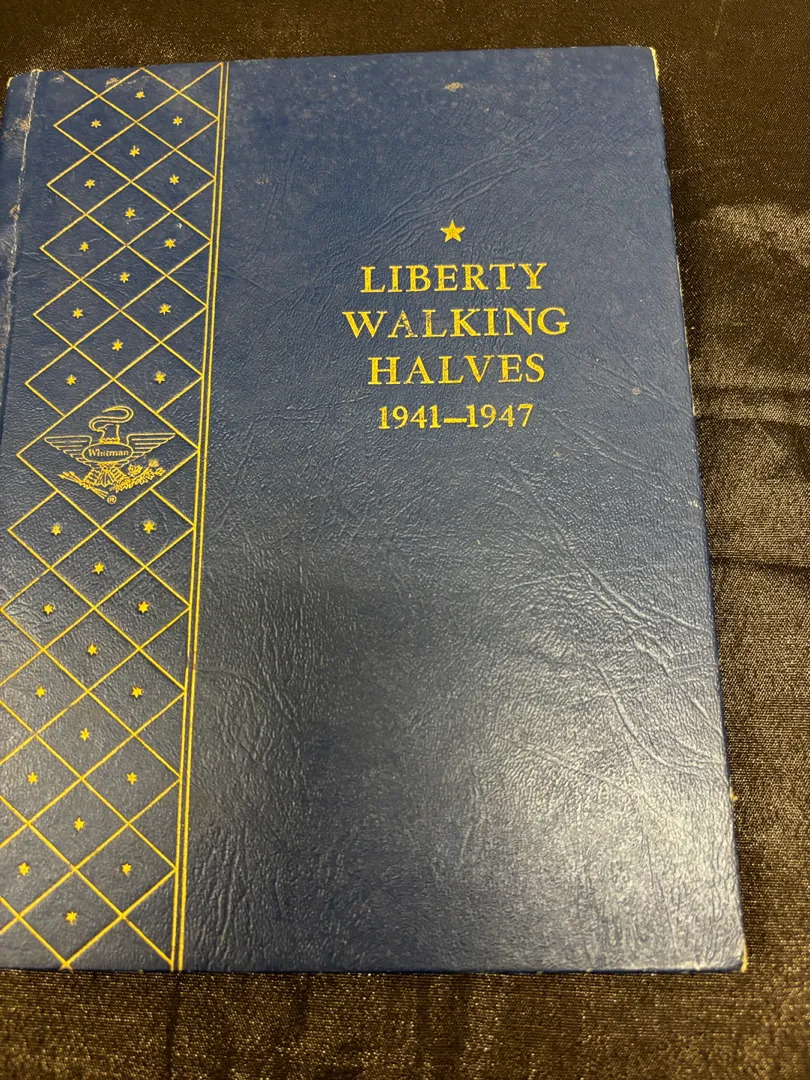 LIBERTY
WALKING
HALVES
1941–1947
Whitman
®